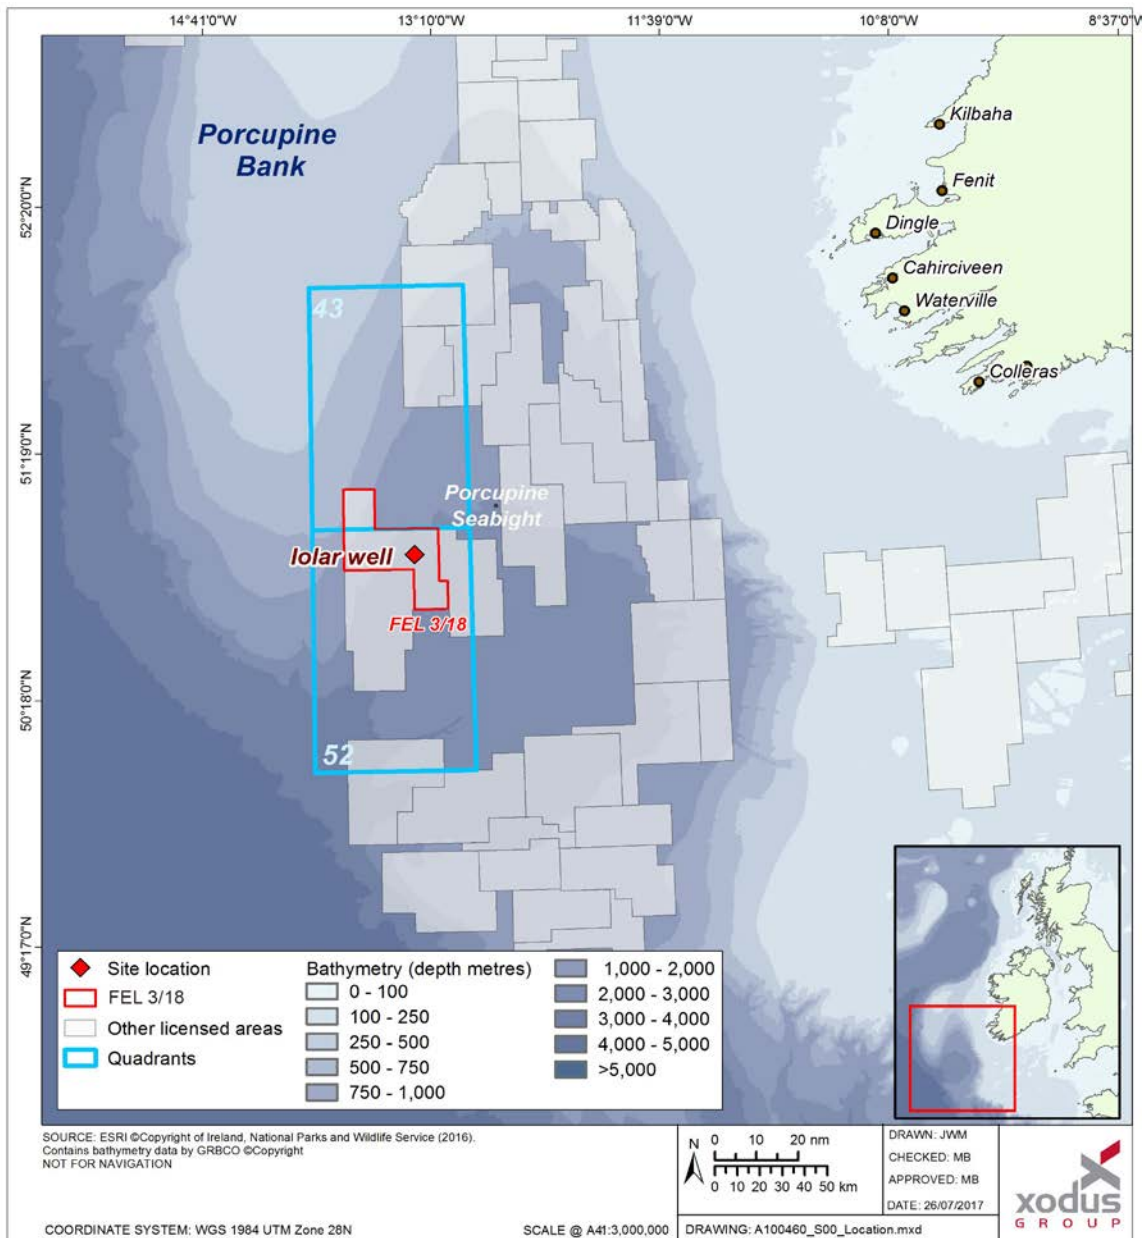 14°41'0"W
13°10'0"W
11°39'0"W
10°8'0"W
8°37'0"W
52°20'0"N
51°19'0"N
50°18'0"N
49°17'0"N
Porcupine
Bank
Kilbaha
Fenit
Dingle
Cahirciveen
Waterville
Colleras
43
Porcupine
Seabight
Iolar well
FEL 3/18
52
Site location
FEL 3/18
Other licensed areas
Quadrants
Bathymetry (depth metres)
0 - 100
100 - 250
250 - 500
500 - 750
750 - 1,000
1,000 - 2,000
2,000 - 3,000
3,000 - 4,000
4,000 - 5,000
>5,000
SOURCE: ESRI ©Copyright of Ireland, National Parks and Wildlife Service (2016).
Contains bathymetry data by GRBCO ©Copyright
NOT FOR NAVIGATION
COORDINATE SYSTEM: WGS 1984 UTM Zone 28N
SCALE @ A41:3,000,000
N
0 10 20 nm
0 10 20 30 40 50 km
DRAWN: JWM
CHECKED: MB
APPROVED: MB
DATE: 26/07/2017
DRAWING: A100460_S00_Location.mxd
xodus
GROUP